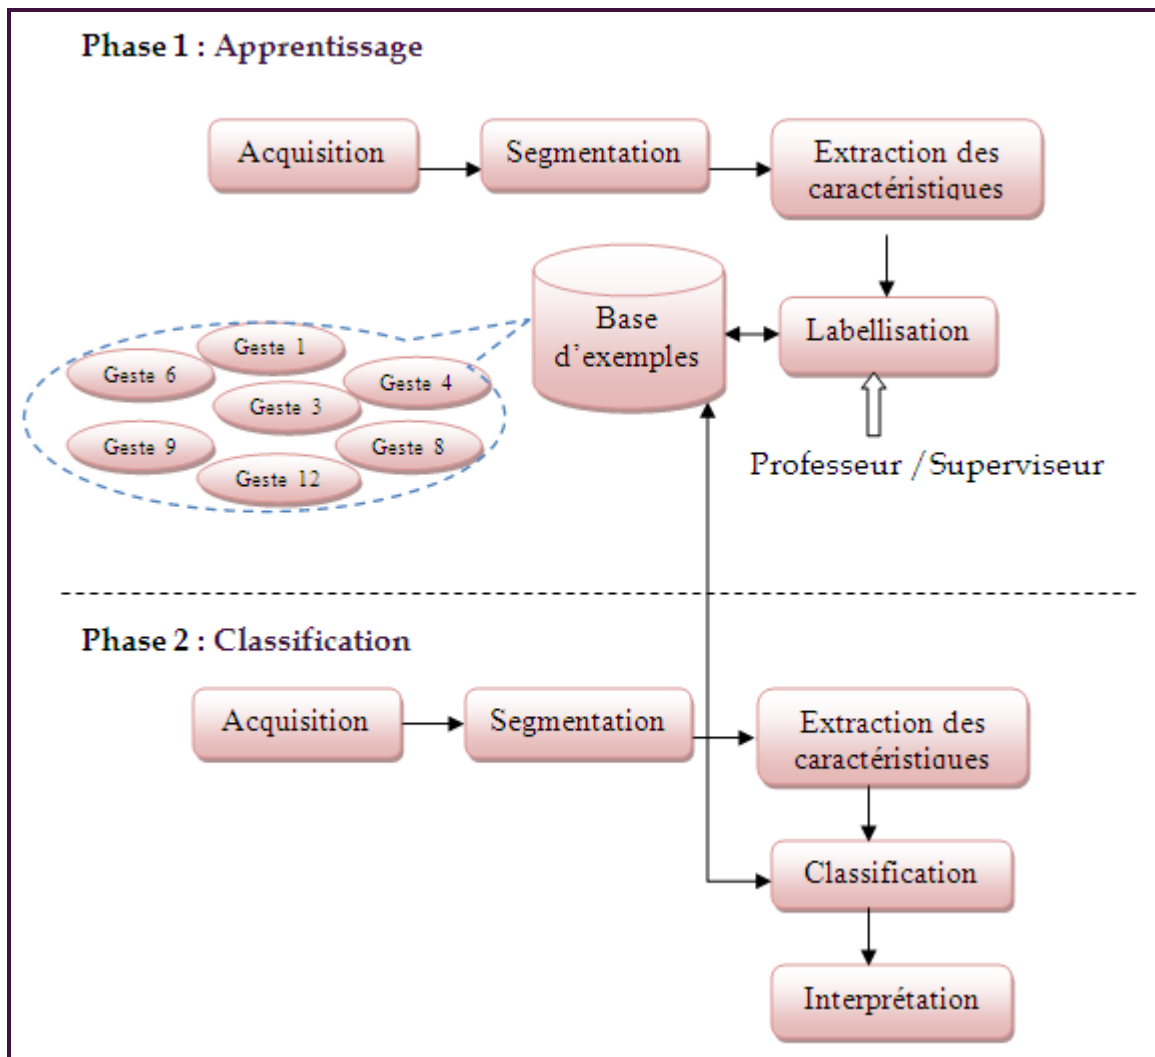 Phase 1 : Apprentissage
Acquisition
Segmentation
Extraction des
caractéristiques
Base
d'exemples
Labellisation
Geste 1
Geste 6
Geste 4
Geste 3
Geste 9
Geste 8
Geste 12
Professeur / Superviseur
Phase 2 : Classification
Acquisition
Segmentation
Extraction des
caractéristiques
Classification
Interprétation